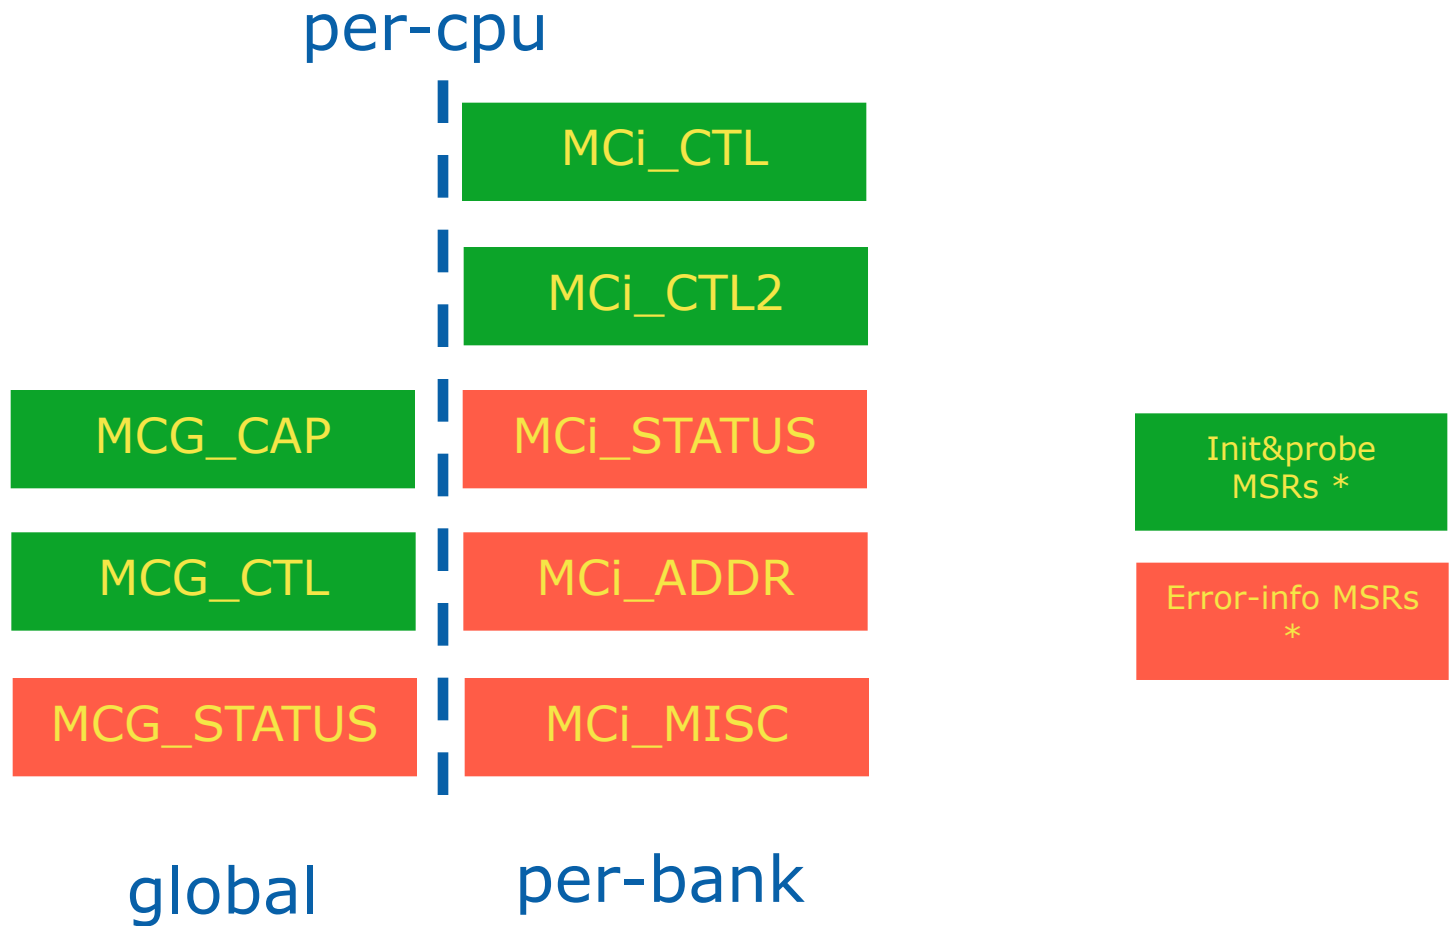 per-cpu
MCi_CTL
MCi_CTL2
MCG_CAP
MCi_STATUS
MCG_CTL
MCi_ADDR
MCG_STATUS
MCi_MISC
global
per-bank
Init&probe
MSRs *
Error-info MSRs
*